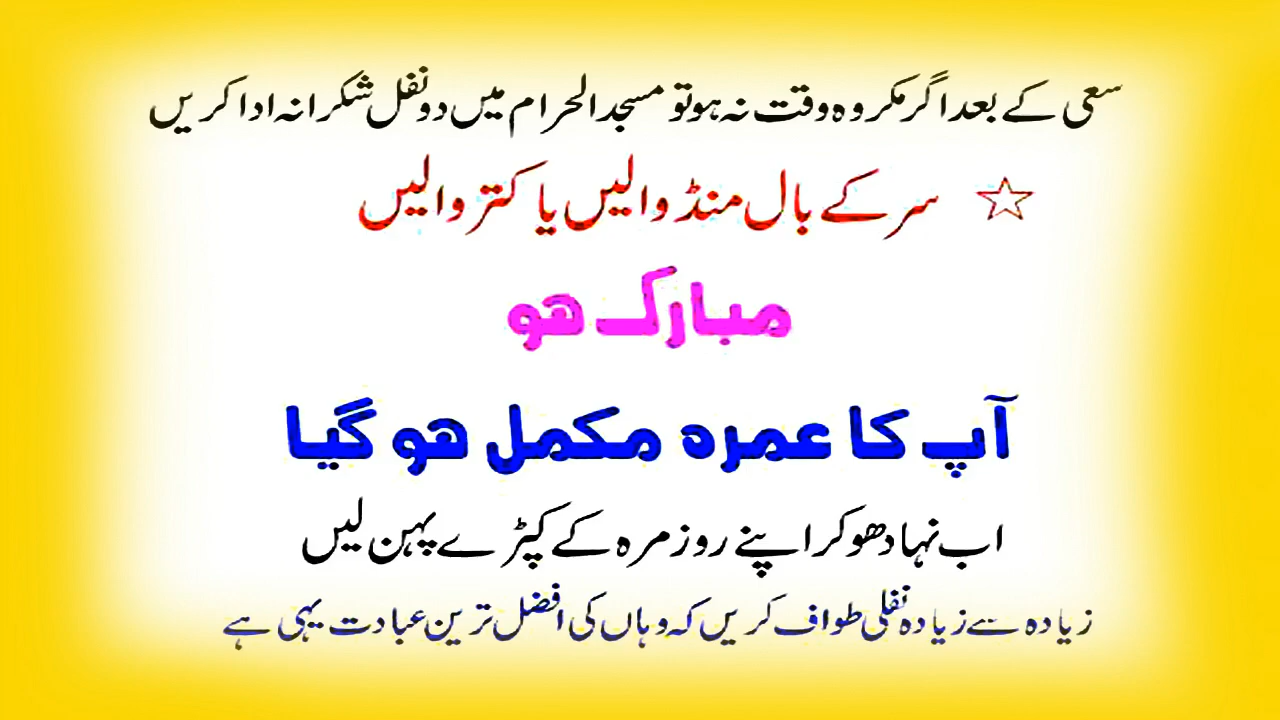 سعی کے بعد اگر مکروہ وقت نہ ہو تو مسجد الحرام میں دو نفل شکرانہ ادا کریں
☆ سر کے بال منڈوالیں یا کتروالیں
مبارک ہو
آپ کا عمرہ مکمل ہو گیا
اب نہا دھو کر اپنے روز مرہ کے کپڑے پہن لیں
زیادہ سے زیادہ نفلی طواف کریں کہ وہاں کی افضل ترین عبادت یہی ہے